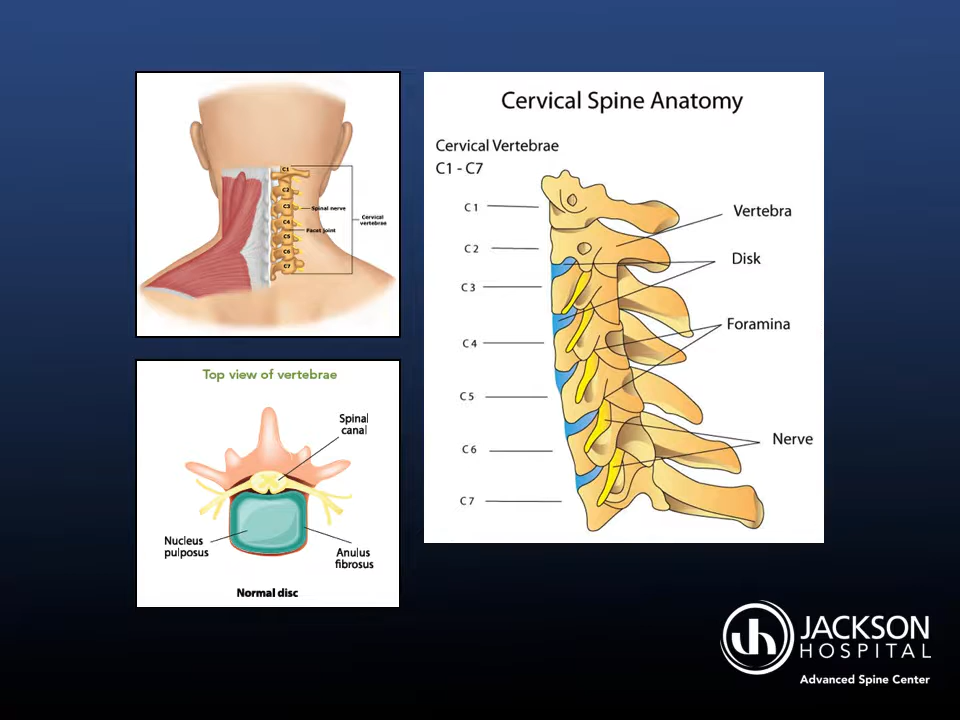 C1
C2
C3
C4
C5
C6
C7
Spinal nerve
Facet joint
Cervical
vertebrae
Top view of vertebrae
Spinal
canal
Nucleus
pulposus
Anulus
fibrosus
Normal disc
Cervical Spine Anatomy
Cervical Vertebrae
C1 - C7
C1
C2
C3
C4
C5
C6
C7
Vertebra
Disk
Foramina
Nerve
jh JACKSON
HOSPITAL
Advanced Spine Center